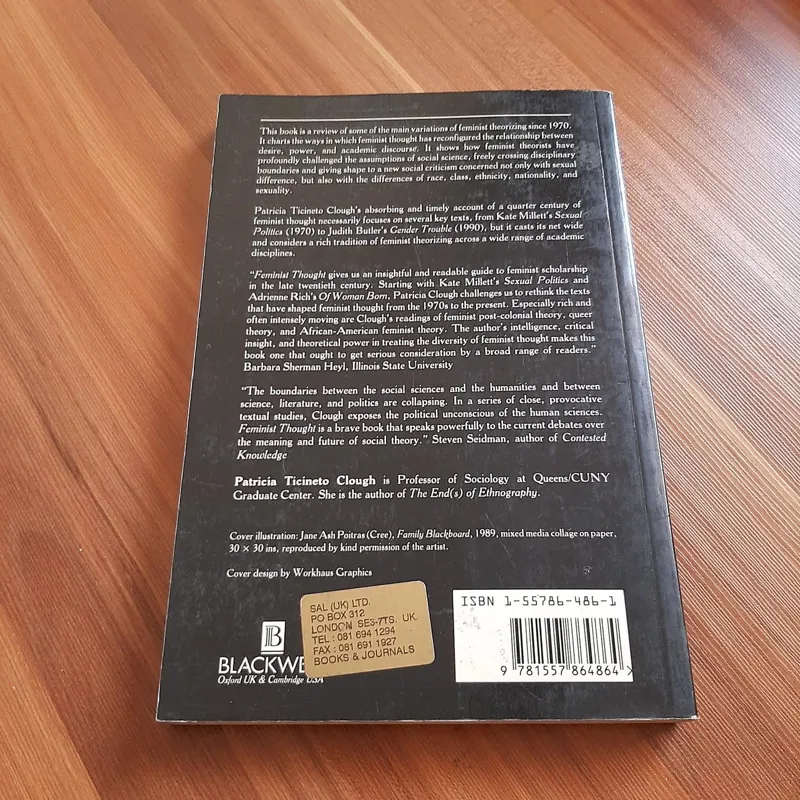 This book is a review of some of the main variations of feminist theorizing since 1970.
It charts the ways in which feminist thought has reconfigured the relationship between
desire, power, and academic discourse. It shows how feminist theorists have
profoundly challenged the assumptions of social science, freely crossing disciplinary
boundaries and giving shape to a new social criticism concerned not only with sexual
difference, but also with the differences of race, class, ethnicity, nationality, and
sexuality.
Patricia Ticineto Clough's absorbing and timely account of a quarter century of
feminist thought necessarily focuses on several key texts, from Kate Millett's Sexual
Politics (1970) to Judith Butler's Gender Trouble (1990), but it casts its net wide
and considers a rich tradition of feminist theorizing across a wide range of academic
disciplines.
"Feminist Thought gives us an insightful and readable guide to feminist scholarship
in the late twentieth century. Starting with Kate Millett's Sexual Politics and
Adrienne Rich's Of Woman Born, Patricia Clough challenges us to rethink the texts
that have shaped feminist thought from the 1970s to the present. Especially rich and
often intensely moving are Clough's readings of feminist post-colonial theory, queer
theory, and African-American feminist theory. The author's intelligence, critical
insight, and theoretical power in treating the diversity of feminist thought makes this
book one that ought to get serious consideration by a broad range of readers."
Barbara Sherman Heyl, Illinois State University
"The boundaries between the social sciences and the humanities and between
science, literature, and politics are collapsing. In a series of close, provocative
textual studies, Clough exposes the political unconscious of the human sciences.
Feminist Thought is a brave book that speaks powerfully to the current debates over
the meaning and future of social theory." Steven Seidman, author of Contested
Knowledge
Patricia Ticineto Clough is Professor of Sociology at Queens/CUNY
Graduate Center. She is the author of The End(s) of Ethnography.
Cover illustration: Jane Ash Poitras (Cree), Family Blackboard, 1989, mixed media collage on paper,
30 × 30 ins, reproduced by kind permission of the artist.
Cover design by Workhaus Graphics
B
BLACKWE
Oxford UK & Cambridge USA
SAL (UK) LTD.
PO BOX 312
LONDON SE3-7TS. UK.
TEL : 081 694 1294
FAX : 081 691 1927
BOOKS & JOURNALS
ISBN 1-55786-486-1
9 781557 864864 >